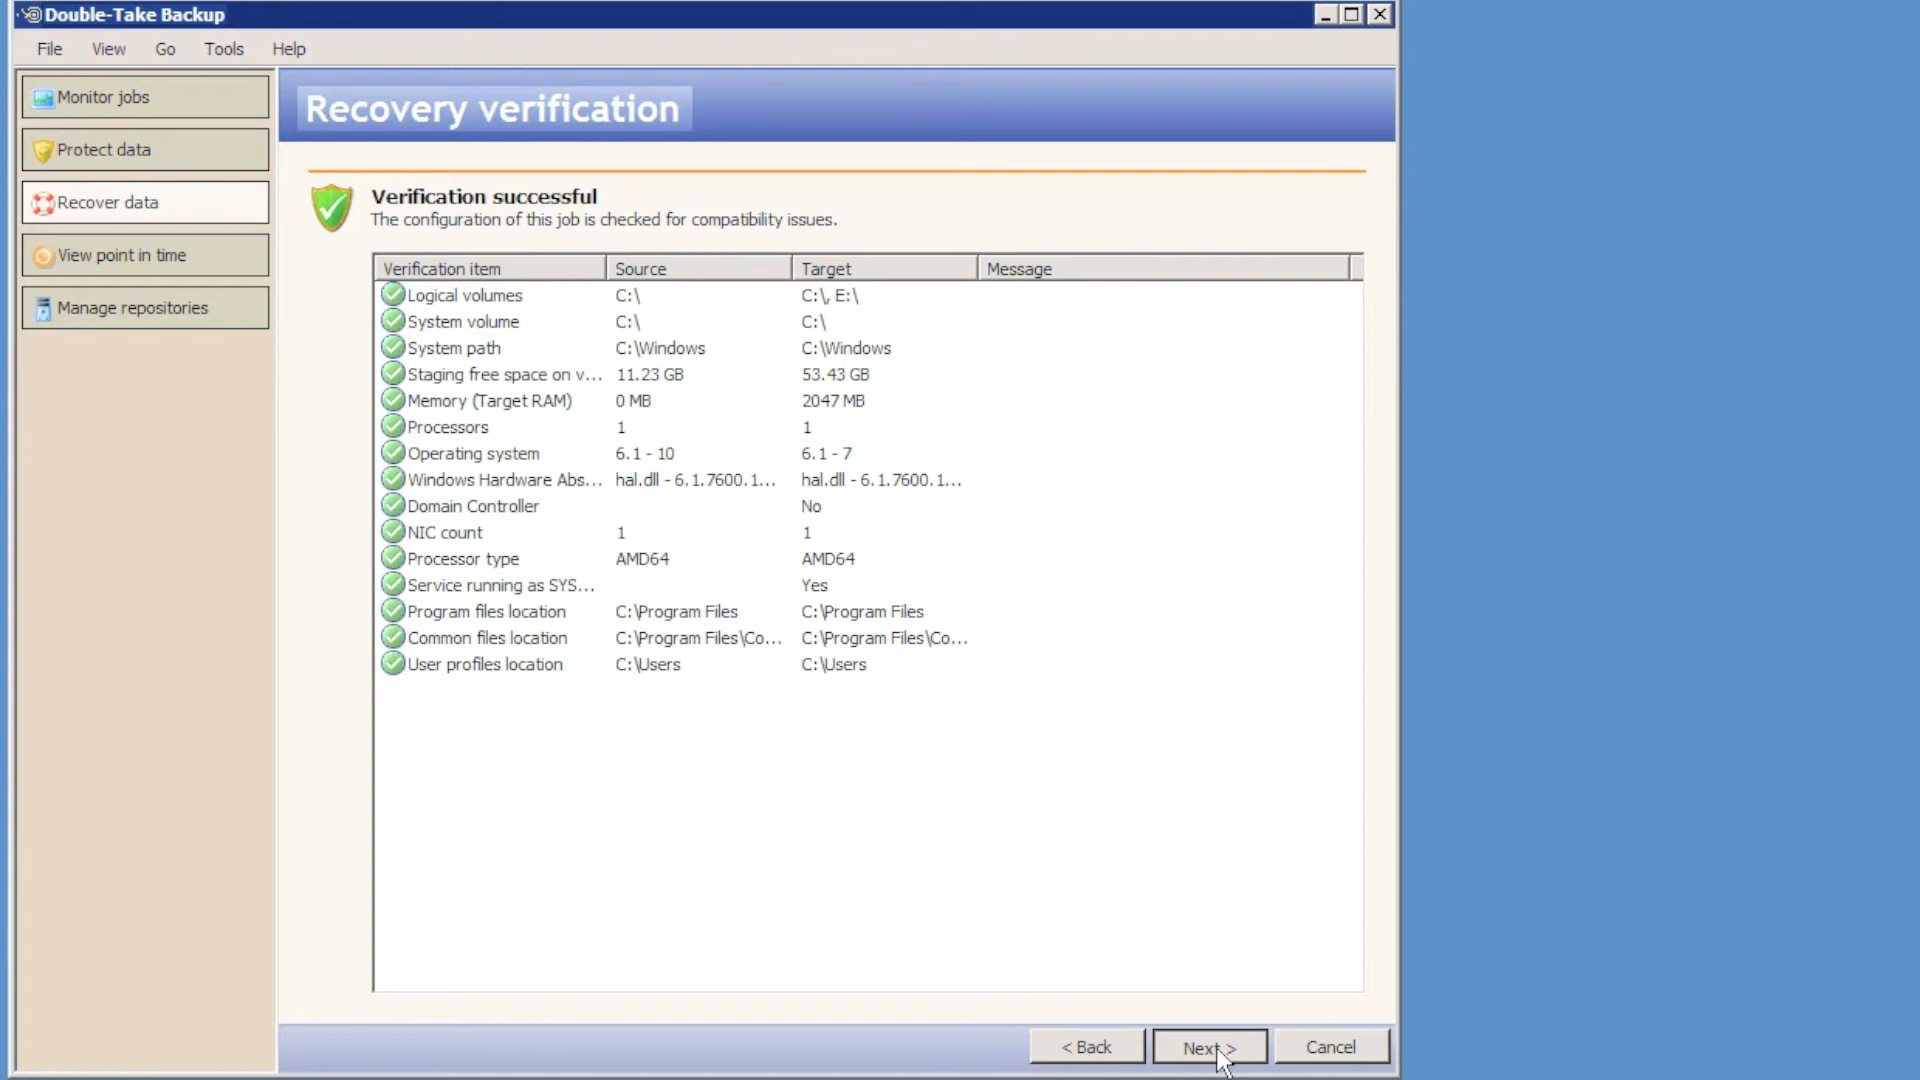 Double-Take Backup
File View Go Tools Help
Monitor jobs
Protect data
Recover data
View point in time
Manage repositories
Recovery verification
Verification successful
The configuration of this job is checked for compatibility issues.
Verification item Source Target Message
Logical volumes C:\ C:\, E:\
System volume C:\ C:\
System path C:\Windows C:\Windows
Staging free space on v... 11.23 GB 53.43 GB
Memory (Target RAM) 0 MB 2047 MB
Processors 1 1
Operating system 6.1 - 10 6.1 - 7
Windows Hardware Abs... hal.dll - 6.1.7600.1... hal.dll - 6.1.7600.1...
Domain Controller No
NIC count 1 1
Processor type AMD64 AMD64
Service running as SYS... Yes
Program files location C:\Program Files C:\Program Files
Common files location C:\Program Files\Co... C:\Program Files\Co...
User profiles location C:\Users C:\Users
< Back Next > Cancel